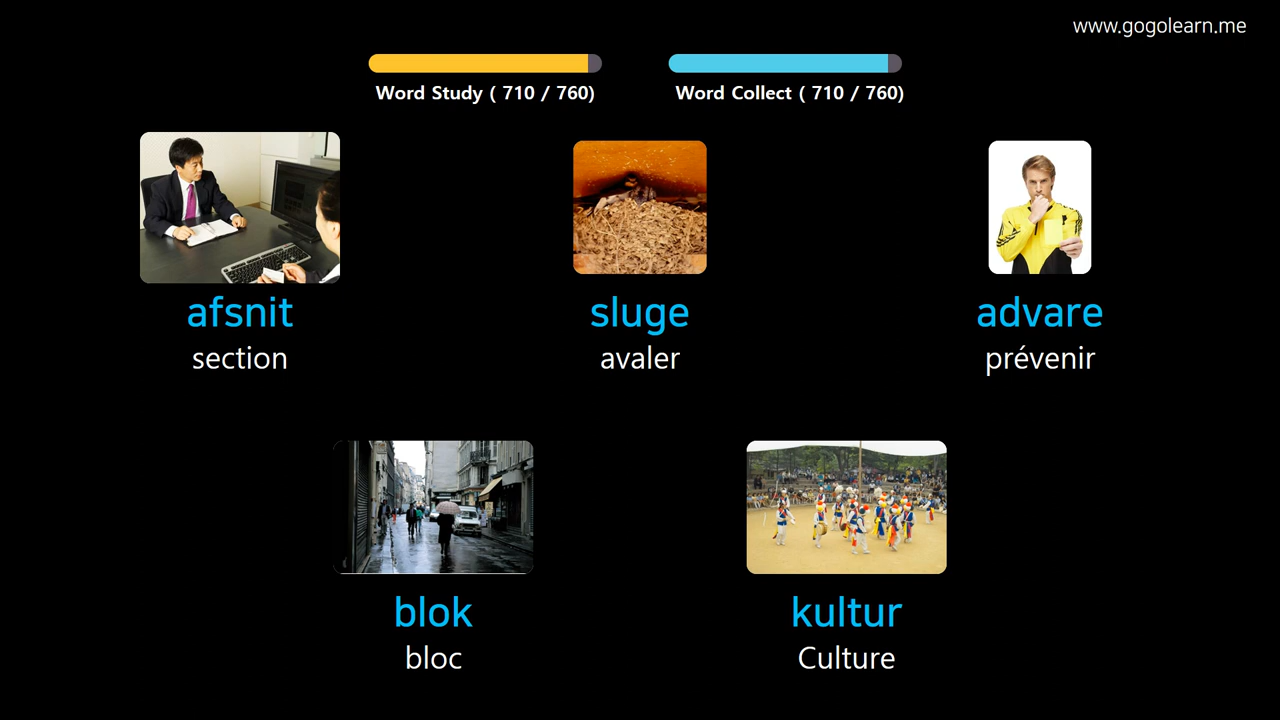 www.gogolearn.me
Word Study ( 710 / 760)
Word Collect ( 710 / 760)
afsnit
section
sluge
avaler
advare
prévenir
blok
bloc
kultur
Culture